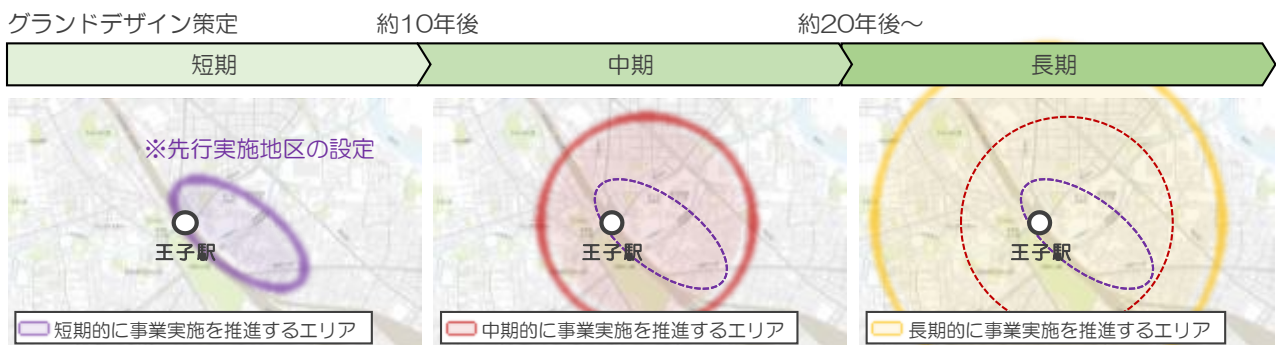 グランドデザイン策定
約10年後
約20年後～
短期
中期
長期
※先行実施地区の設定
王子駅
短期的に事業実施を推進するエリア
王子駅
中期的に事業実施を推進するエリア
王子駅
長期的に事業実施を推進するエリア